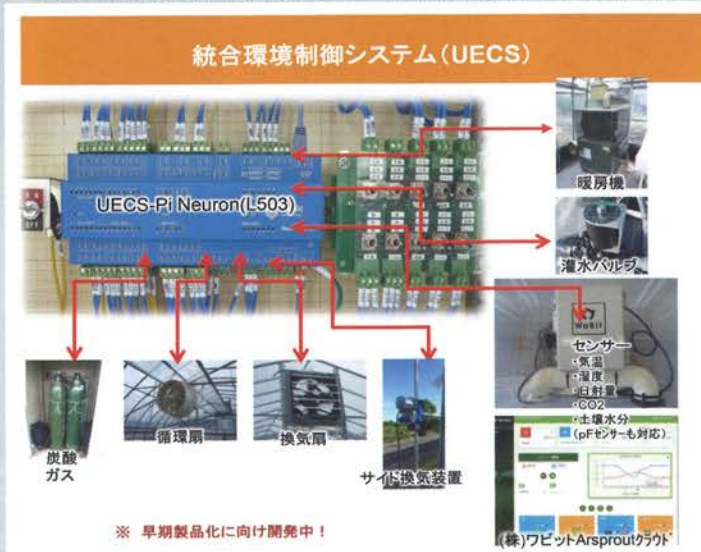 統合環境制御システム(UECS)
UECS-Pi Neuron(L503)
暖房機
灌水バルブ
WaBit
センサー
・気温
・湿度
・日射量
・CO2
・土壌水分
(pFセンサーも対応)
炭酸
ガス
循環扇
換気扇
サイド換気装置
(株)ワビットArsproutクラウド
※ 早期製品化に向け開発中！